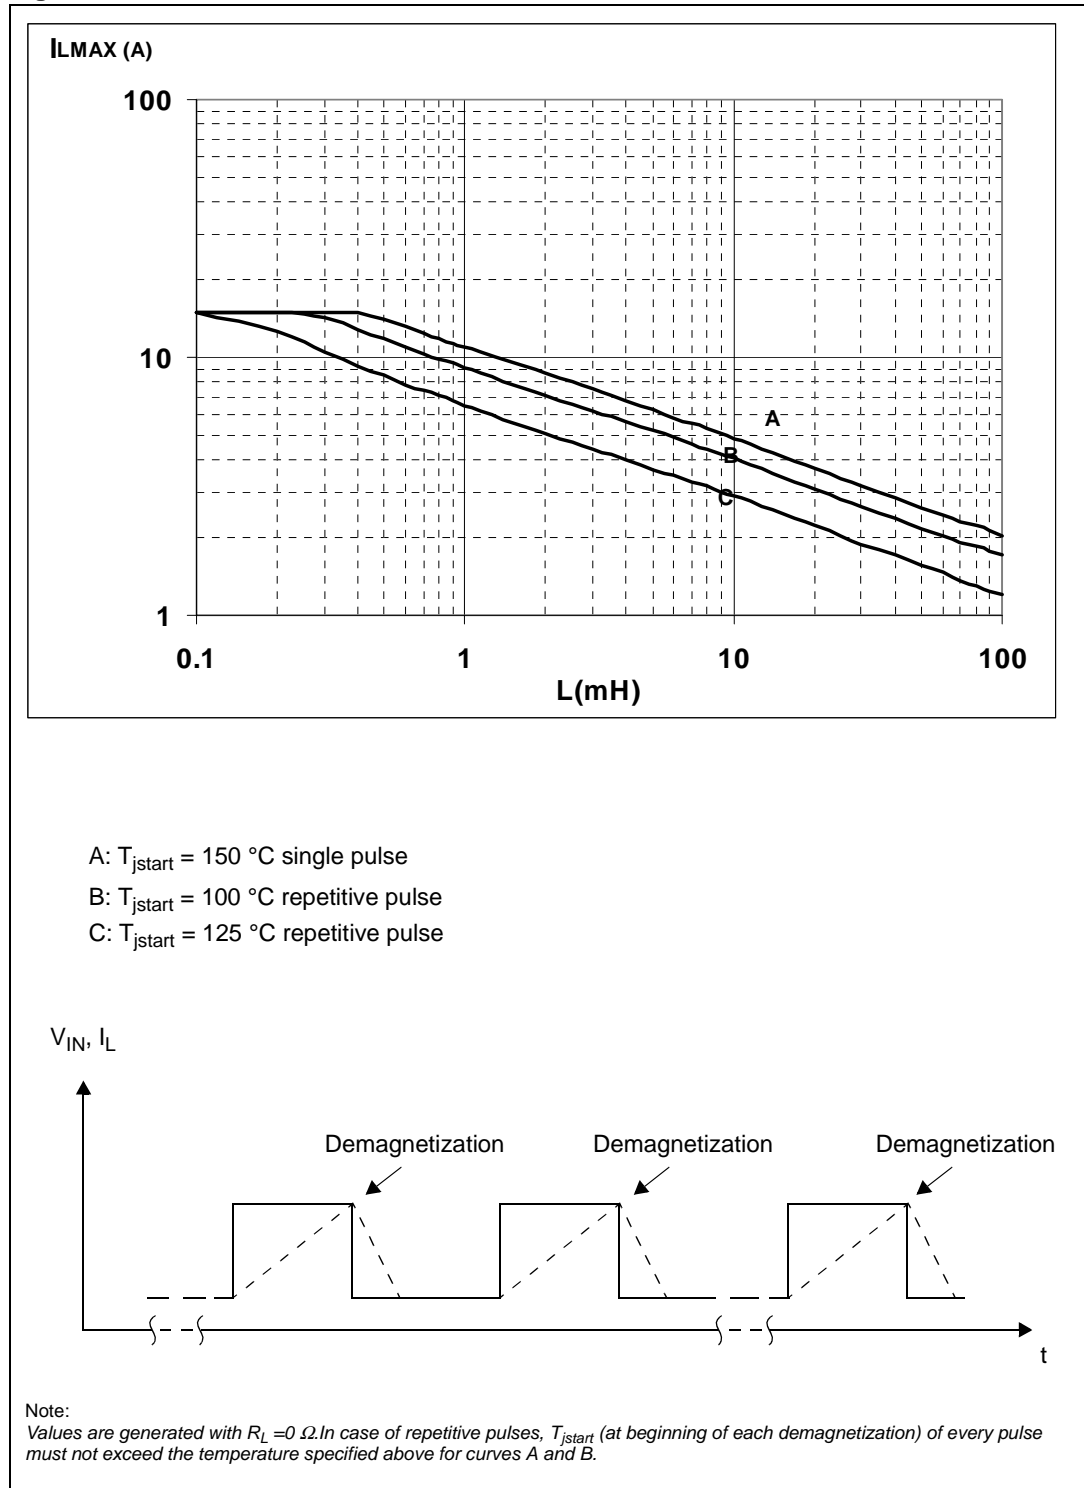 ILMAX (A)
100
10
1
0.1 1 10 100
L(mH)
A
B
C
A: Tjstart = 150 °C single pulse
B: Tjstart = 100 °C repetitive pulse
C: Tjstart = 125 °C repetitive pulse
VIN, IL
Demagnetization Demagnetization Demagnetization
t
Note:
Values are generated with RL =0 Ω.In case of repetitive pulses, Tjstart (at beginning of each demagnetization) of every pulse
must not exceed the temperature specified above for curves A and B.